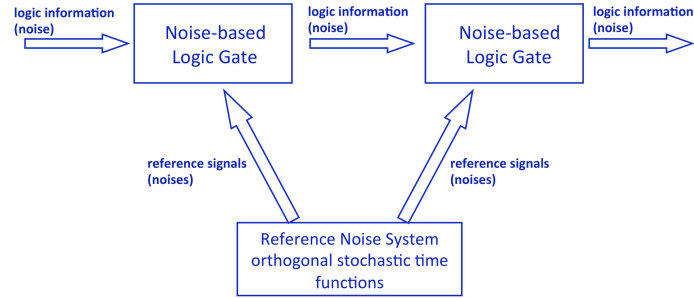 logic information
(noise)
Noise-based
Logic Gate
logic information
(noise)
Noise-based
Logic Gate
logic information
(noise)
reference signals
(noises)
reference signals
(noises)
Reference Noise System
orthogonal stochastic time
functions